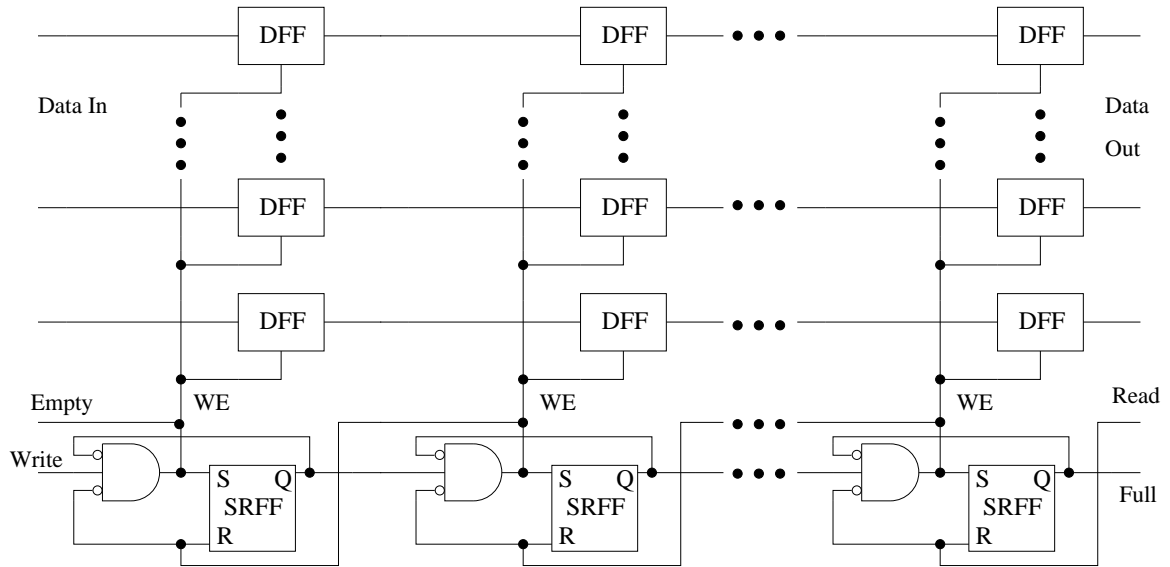 DFF DFF DFF
Data In Data
Out
DFF DFF DFF
DFF DFF DFF
Empty WE WE WE Read
Write S Q S Q S Q Full
SRFF SRFF SRFF
R R R